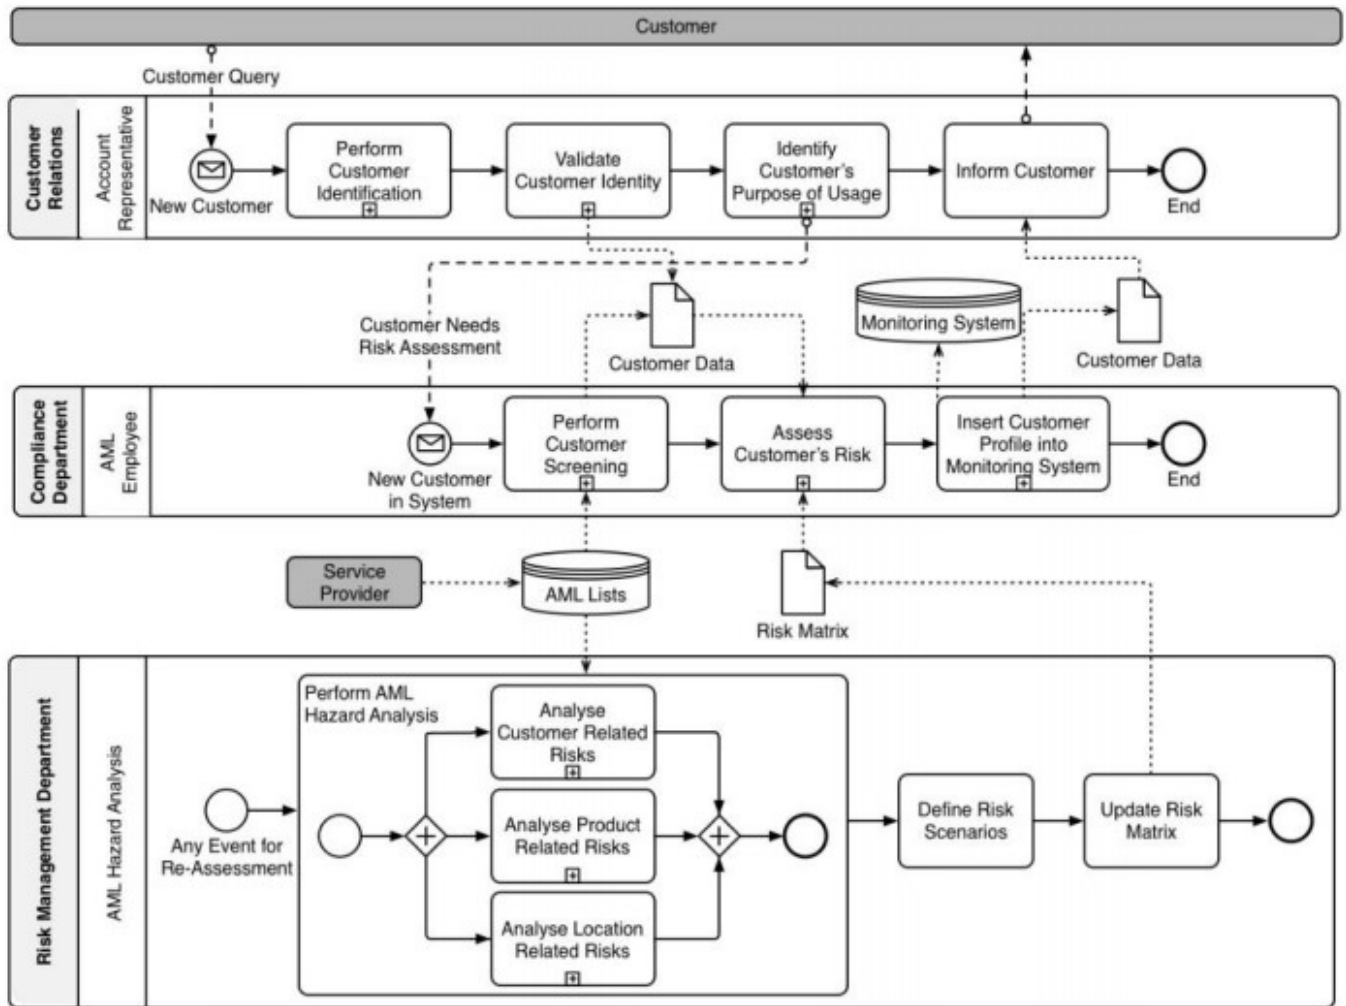 Customer
Customer Query
Customer
Relations
Account
Representative
New Customer
Perform
Customer
Identification
Validate
Customer Identity
Identify
Customer's
Purpose of Usage
Inform Customer
End
Customer Needs
Risk Assessment
Customer Data
Monitoring System
Customer Data
Compliance
Department
AML
Employee
New Customer
in System
Perform
Customer
Screening
Assess
Customer's Risk
Insert Customer
Profile into
Monitoring System
End
Service
Provider
AML Lists
Risk Matrix
Risk Management Department
AML Hazard Analysis
Any Event for
Re-Assessment
Perform AML
Hazard Analysis
Analyse
Customer Related
Risks
Analyse Product
Related Risks
Analyse Location
Related Risks
Define Risk
Scenarios
Update Risk
Matrix